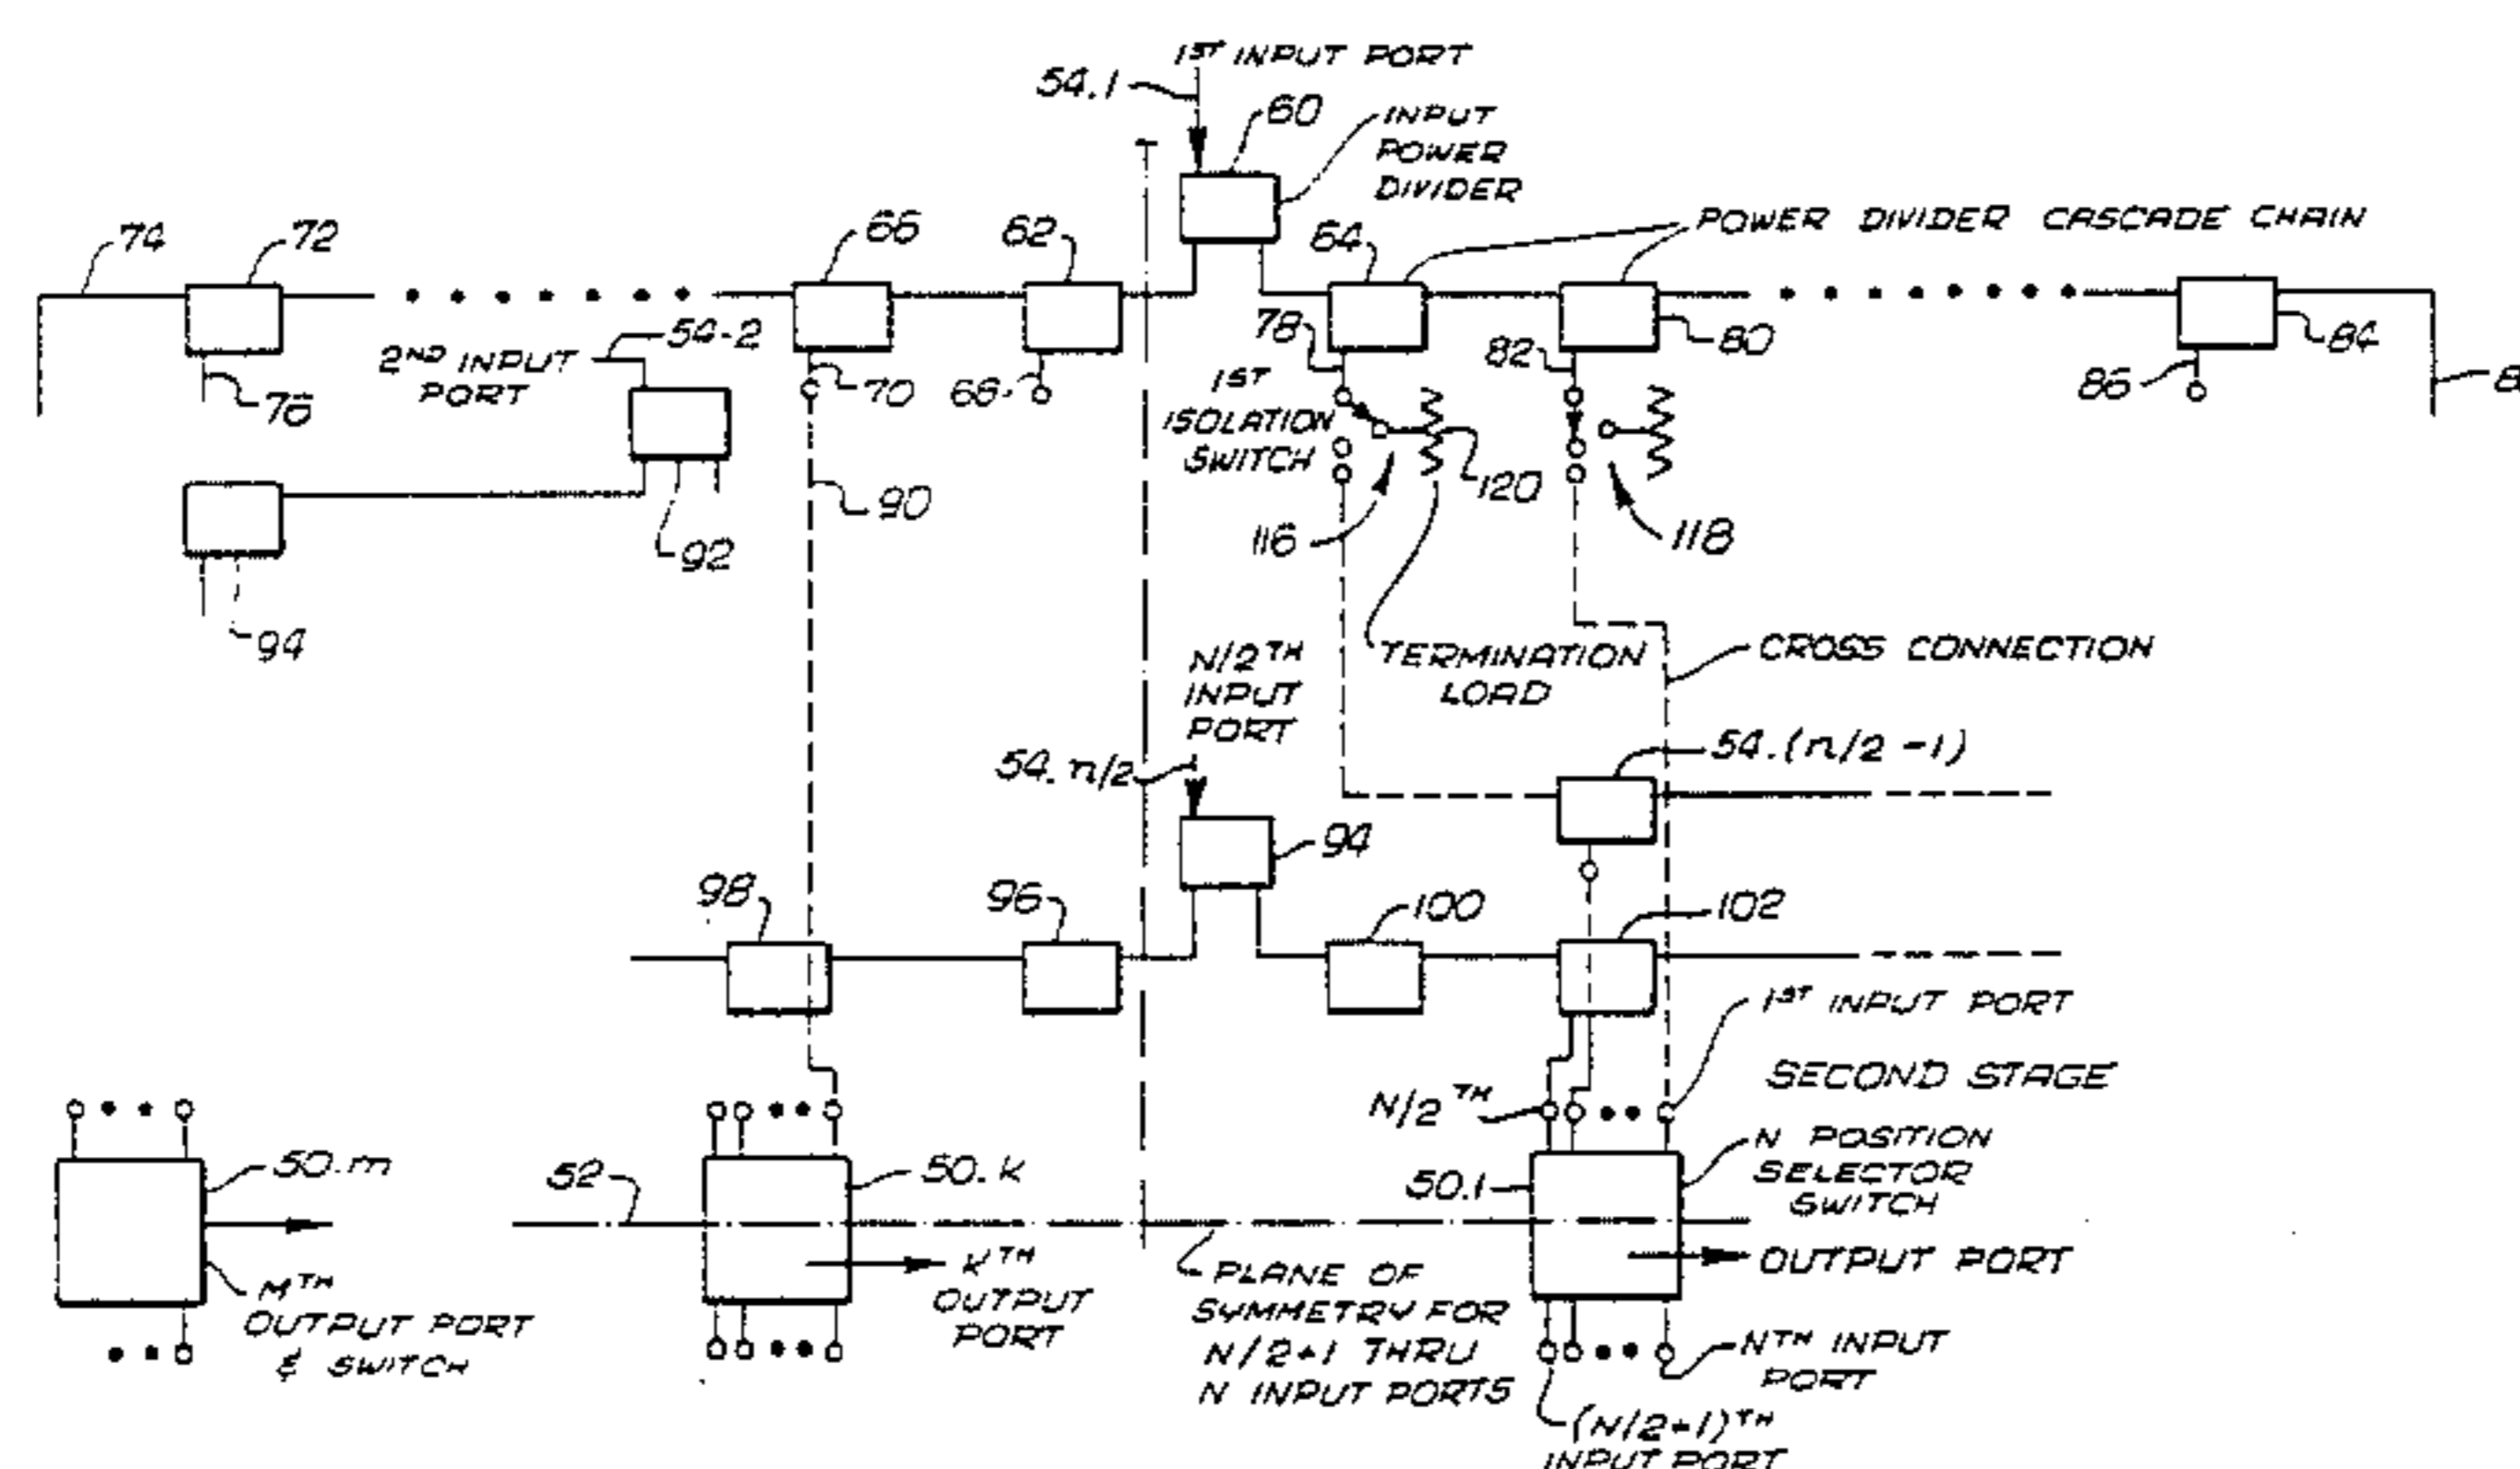 1ST INPUT PORT
54.1
60
INPUT
POWER
DIVIDER
74
72
66
62
64
POWER DIVIDER CASCADE CHAIN
2ND INPUT
PORT
54-2
76
70
68
78
82
80
86
84
1ST
ISOLATION
SWITCH
120
116
118
90
92
94
TERMINATION
LOAD
CROSS CONNECTION
N/2TH
INPUT
PORT
54.n/2
54.(n/2-1)
94
98
96
100
102
1ST INPUT PORT
SECOND STAGE
N/2TH
N POSITION
SELECTOR
SWITCH
50.m
52
50.k
50.1
OUTPUT PORT
MTH
OUTPUT PORT
& SWITCH
KTH
OUTPUT
PORT
PLANE OF
SYMMETRY FOR
N/2+1 THRU
N INPUT PORTS
NTH INPUT
PORT
(N/2+1)TH
INPUT PORT